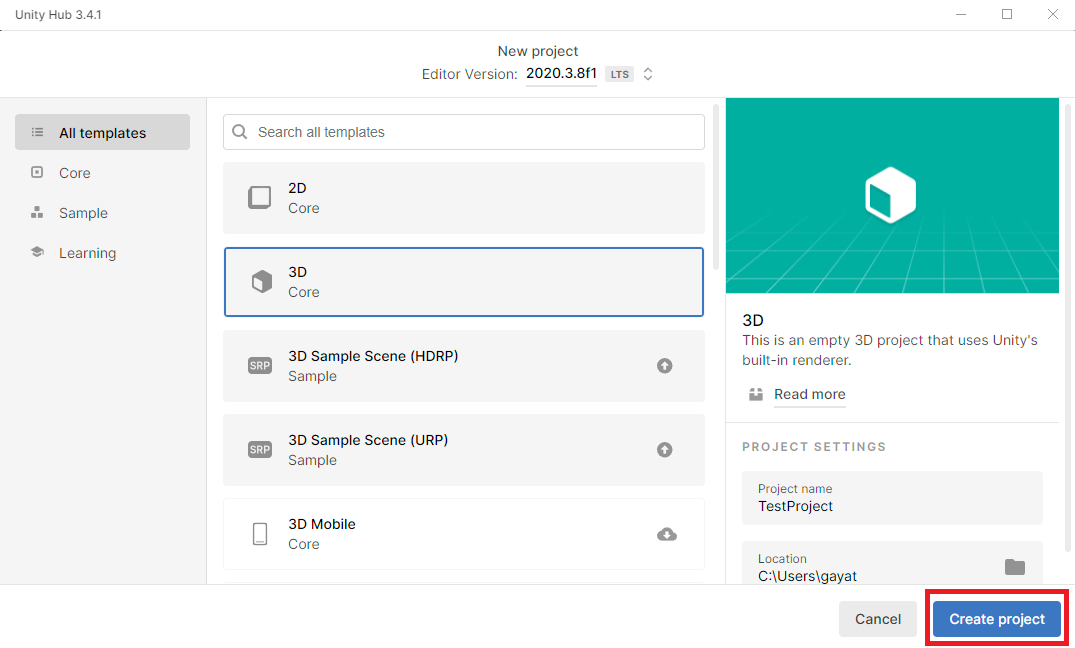 Unity Hub 3.4.1
New project
Editor Version: 2020.3.8f1 LTS
All templates
Core
Sample
Learning
Search all templates
2D
Core
3D
Core
SRP
3D Sample Scene (HDRP)
Sample
SRP
3D Sample Scene (URP)
Sample
3D Mobile
Core
3D
This is an empty 3D project that uses Unity's
built-in renderer.
Read more
PROJECT SETTINGS
Project name
TestProject
Location
C:\Users\gayat
Cancel
Create project